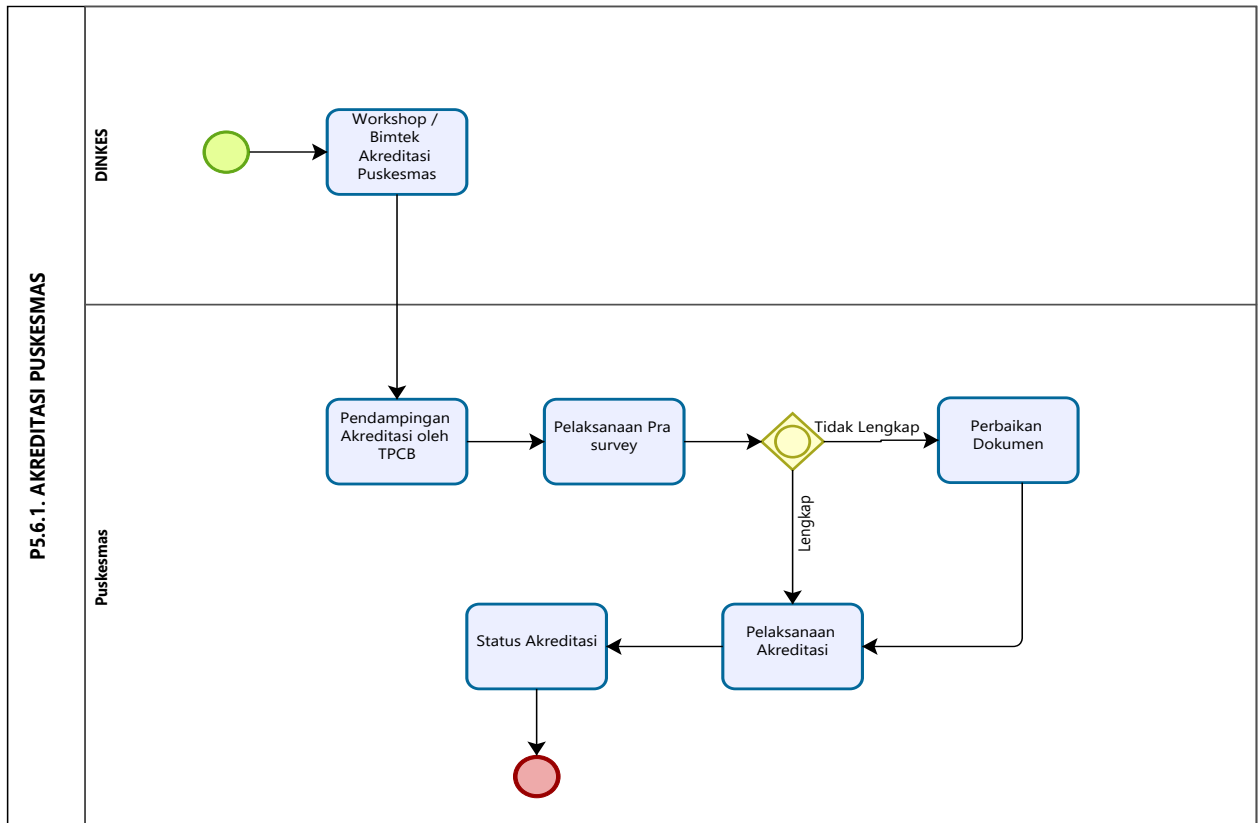 P5.6.1. AKREDITASI PUSKESMAS
DINKES
Workshop /
Bimtek
Akreditasi
Puskesmas
Puskesmas
Pendampingan
Akreditasi oleh
TPCB
Pelaksanaan Pra
survey
Tidak Lengkap
Perbaikan
Dokumen
Lengkap
Status Akreditasi
Pelaksanaan
Akreditasi